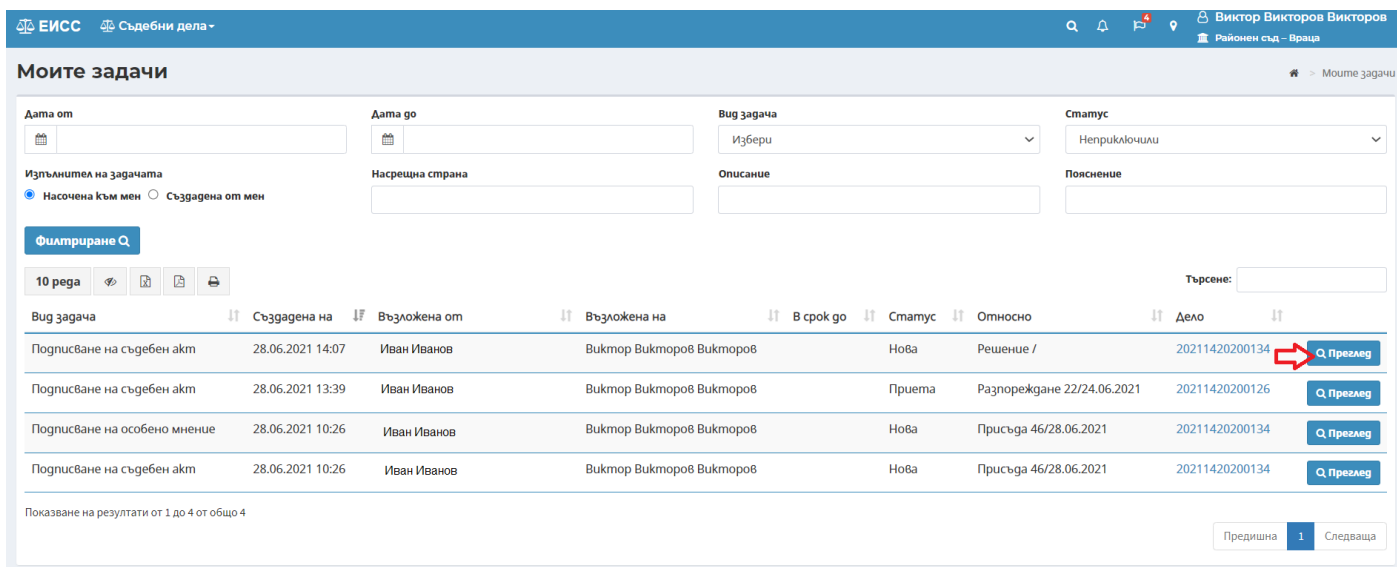 ЕИСС Съдебни дела
4
Виктор Викторов Викторов
Районен съд – Враца
Моите задачи
> Моите задачи
Дата от Дата до Вид задача Статус
Избери Неприключили
Изпълнител на задачата Насрещна страна Описание Пояснение
Насочена към мен Създадена от мен
Филтриране
10 реда Търсене:
Вид задача Създадена на Възложена от Възложена на В срок до Статус Относно Дело
Подписване на съдебен акт 28.06.2021 14:07 Иван Иванов Виктор Викторов Викторов Нова Решение / 20211420200134 Преглед
Подписване на съдебен акт 28.06.2021 13:39 Иван Иванов Виктор Викторов Викторов Приета Разпореждане 22/24.06.2021 20211420200126 Преглед
Подписване на особено мнение 28.06.2021 10:26 Иван Иванов Виктор Викторов Викторов Нова Присъда 46/28.06.2021 20211420200134 Преглед
Подписване на съдебен акт 28.06.2021 10:26 Иван Иванов Виктор Викторов Викторов Нова Присъда 46/28.06.2021 20211420200134 Преглед
Показване на резултати от 1 до 4 от общо 4
Предишна 1 Следваща